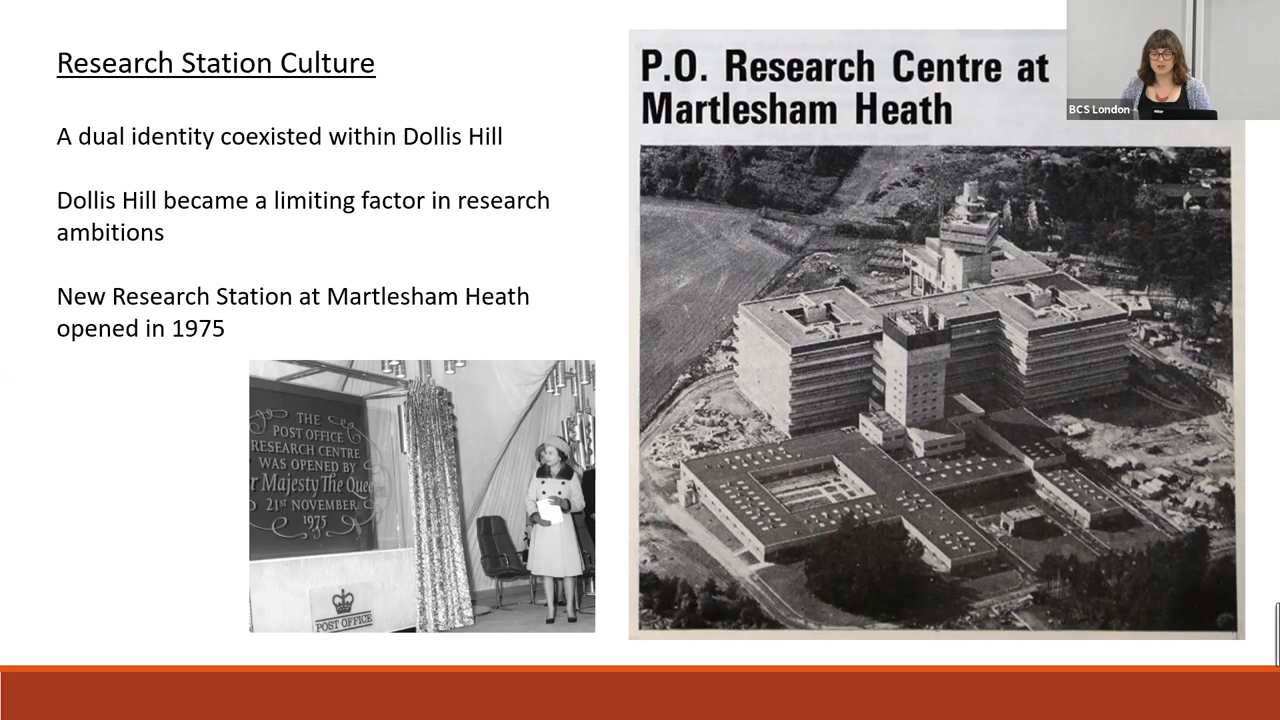 Research Station Culture
A dual identity coexisted within Dollis Hill
Dollis Hill became a limiting factor in research
ambitions
New Research Station at Martlesham Heath
opened in 1975
THE
POST OFFICE
RESEARCH CENTRE
WAS OPENED BY
r Majesty The Quee
21ST NOVEMBER
1975
POST OFFICE
P.O. Research Centre at
Martlesham Heath
BCS London